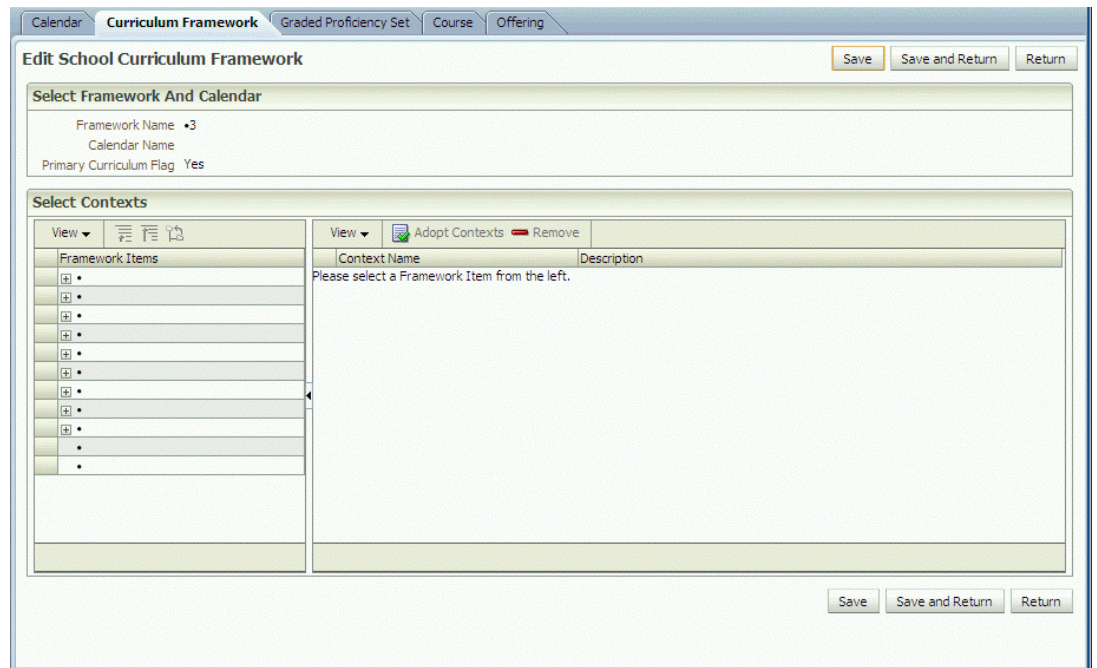 Calendar Curriculum Framework Graded Proficiency Set Course Offering
Edit School Curriculum Framework Save Save and Return Return
Select Framework And Calendar
Framework Name •3
Calendar Name
Primary Curriculum Flag Yes
Select Contexts
View View Adopt Contexts Remove
Framework Items Context Name Description
• Please select a Framework Item from the left.
•
•
•
•
•
•
•
•
•
•
Save Save and Return Return